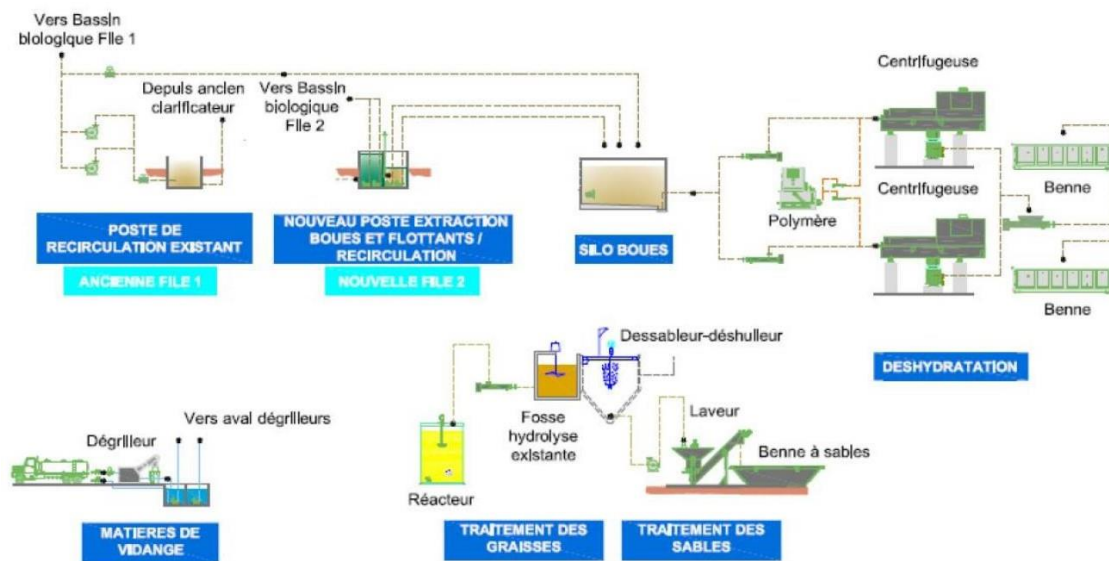 Vers Bassin
biologique File 1
Depuis ancien
clarificateur
Vers Bassin
biologique
File 2
Centrifugeuse
Polymère
Centrifugeuse
Benne
Benne
POSTE DE
RECIRCULATION EXISTANT
ANCIENNE FILE 1
NOUVEAU POSTE EXTRACTION
BOUES ET FLOTTANTS /
RECIRCULATION
NOUVELLE FILE 2
SILO BOUES
DESHYDRATATION
Dessableur-déshuileur
Vers aval dégrilleurs
Dégrilleur
Fosse
hydrolyse
existante
Laveur
Benne à sables
Réacteur
MATIERES DE
VIDANGE
TRAITEMENT DES
GRAISSES
TRAITEMENT DES
SABLES